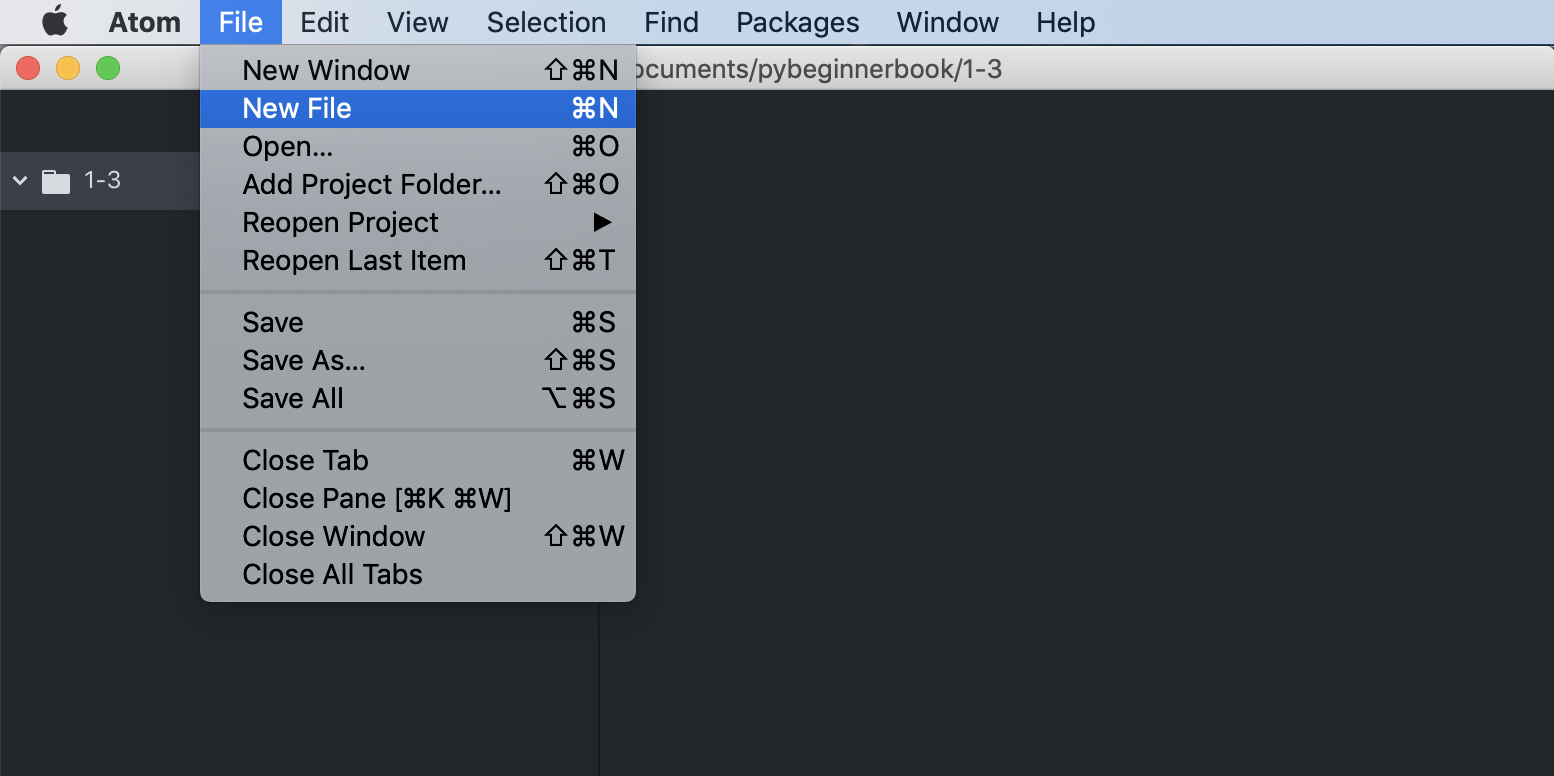 Atom File Edit View Selection Find Packages Window Help
ocuments/pybeginnerbook/1-3
New Window ⇧⌘N
New File ⌘N
Open... ⌘O
1-3
Add Project Folder... ⇧⌘O
Reopen Project ▶
Reopen Last Item ⇧⌘T
Save ⌘S
Save As... ⇧⌘S
Save All ⌥⌘S
Close Tab ⌘W
Close Pane [⌘K ⌘W]
Close Window ⇧⌘W
Close All Tabs